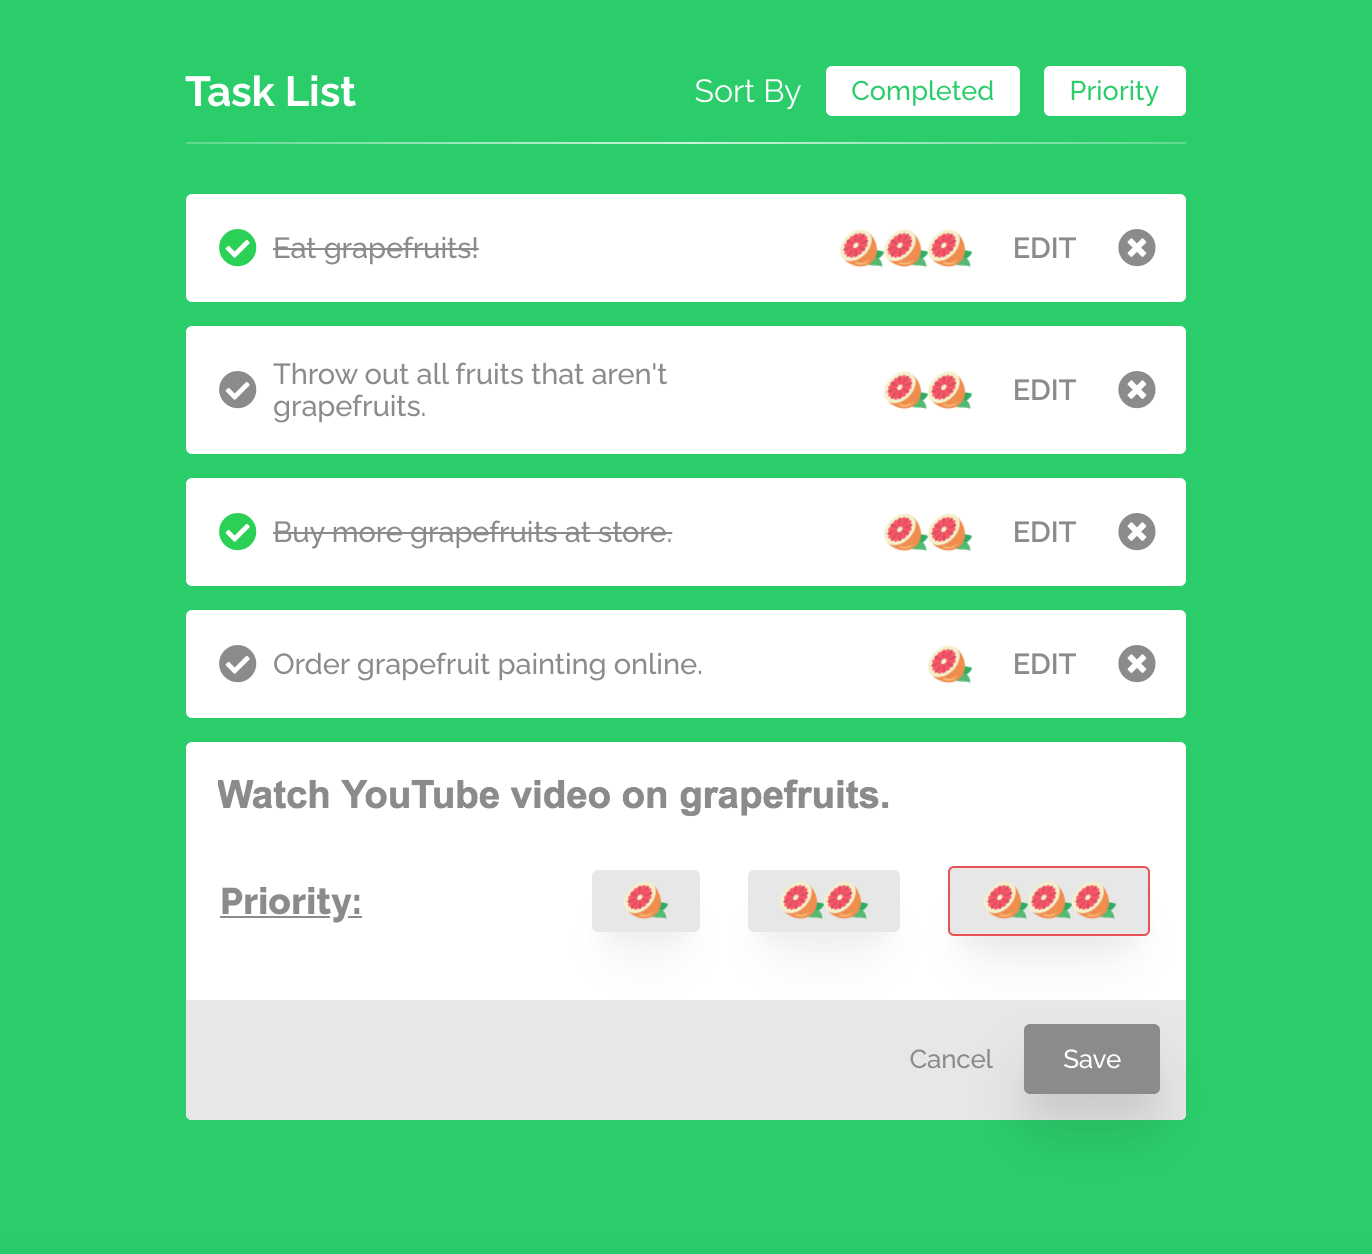 Task List
Sort By
Completed
Priority
Eat grapefruits!
EDIT
Throw out all fruits that aren't
grapefruits.
EDIT
Buy more grapefruits at store.
EDIT
Order grapefruit painting online.
EDIT
Watch YouTube video on grapefruits.
Priority:
Cancel
Save